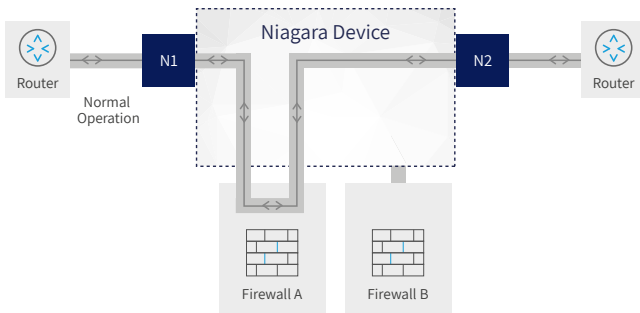 Niagara Device
N1
N2
Router
Router
Normal
Operation
Firewall A
Firewall B